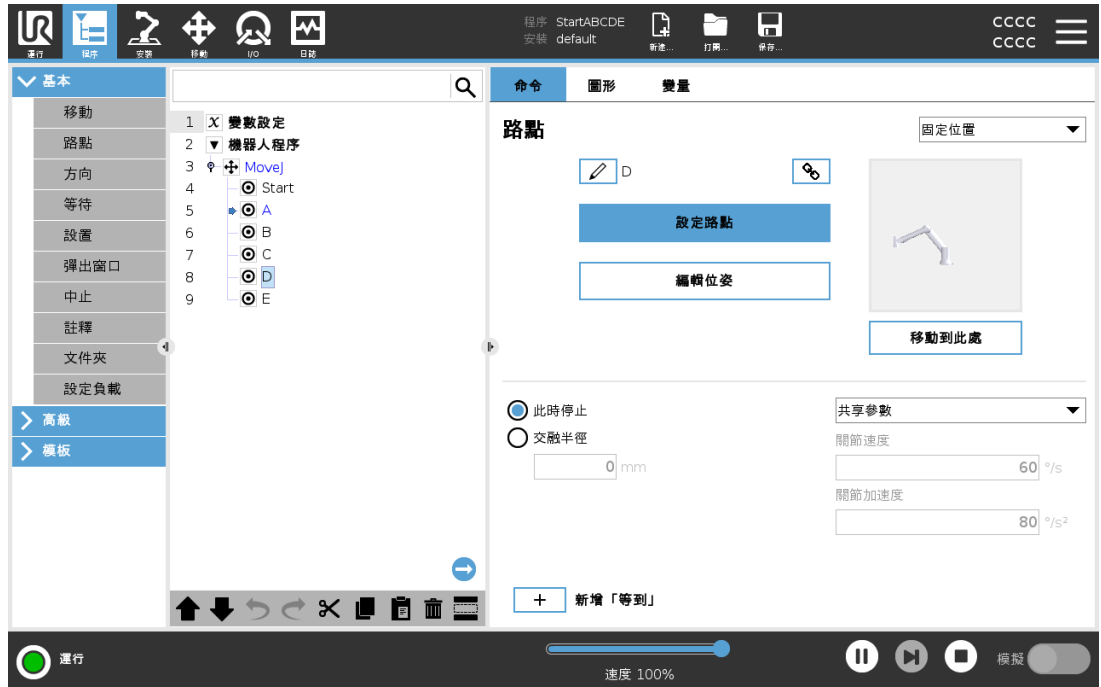 程序 StartABCDE
安裝 default
cccc
cccc
運行 程序 安裝 移動 I/O 日誌 新建... 打開... 保存...
基本
移動
路點
方向
等待
設置
彈出窗口
中止
註釋
文件夾
設定負載
高級
模板
1 X 變數設定
2 機器人程序
3 MoveJ
4 Start
5 A
6 B
7 C
8 D
9 E
命令 圖形 變量
路點
固定位置
D
設定路點
編輯位姿
移動到此處
此時停止
共享參數
交融半徑
關節速度
0 mm
60 °/s
關節加速度
80 °/s²
+ 新增「等到」
運行
速度 100%
模擬